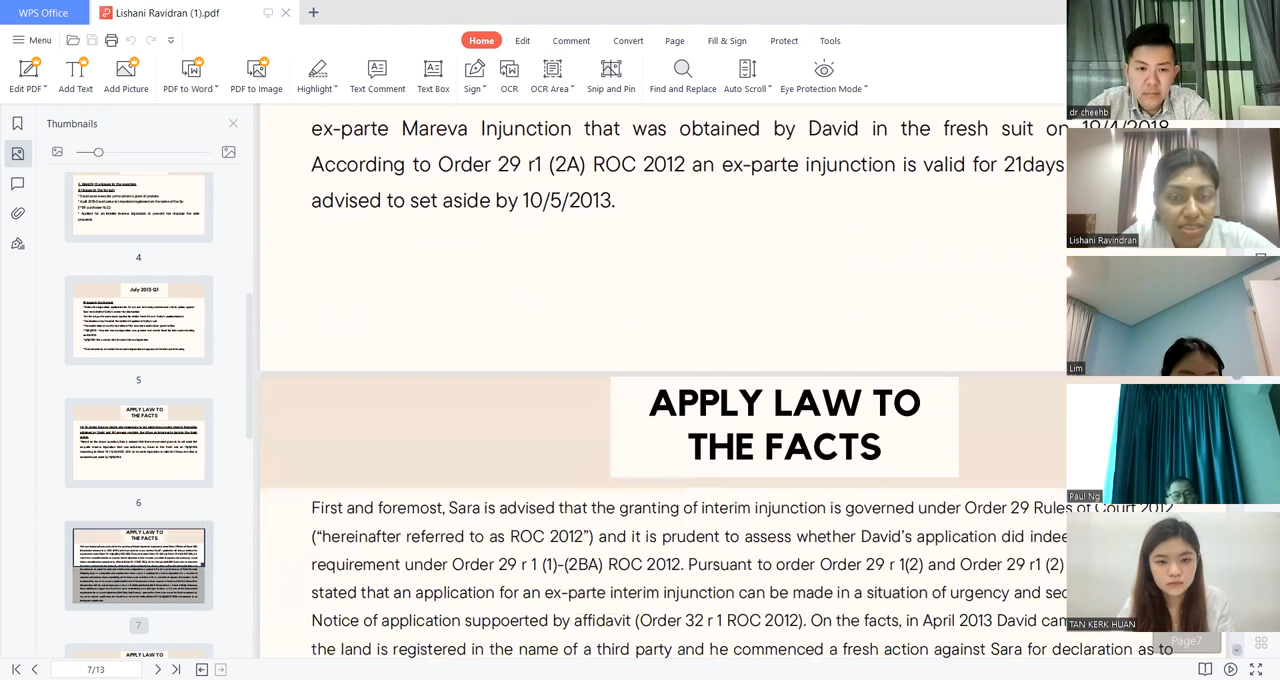 WPS Office
Lishani Ravidran (1).pdf
Menu
Home
Edit
Comment
Convert
Page
Fill & Sign
Protect
Tools
Edit PDF
Add Text
Add Picture
PDF to Word
PDF to Image
Highlight
Text Comment
Text Box
Sign
OCR
OCR Area
Snip and Pin
Find and Replace
Auto Scroll
Eye Protection Mode
Thumbnails
4
July 2013 Q1
5
APPLY LAW TO
THE FACTS
6
APPLY LAW TO
THE FACTS
7
APPLY LAW TO
ex-parte Mareva Injunction that was obtained by David in the fresh suit on 19/4/2018
According to Order 29 r1 (2A) ROC 2012 an ex-parte injunction is valid for 21days
advised to set aside by 10/5/2013.
APPLY LAW TO
THE FACTS
First and foremost, Sara is advised that the granting of interim injunction is governed under Order 29 Rules of Court 2012
(“hereinafter referred to as ROC 2012”) and it is prudent to assess whether David’s application did indee
requirement under Order 29 r 1 (1)-(2BA) ROC 2012. Pursuant to order Order 29 r 1(2) and Order 29 r1 (2)
stated that an application for an ex-parte interim injunction can be made in a situation of urgency and sec
Notice of application suppoerted by affidavit (Order 32 r 1 ROC 2012). On the facts, in April 2013 David can
the land is registered in the name of a third party and he commenced a fresh action against Sara for declaration as to
Page7
7/13
dr cheehb
Lishani Ravindran
Lim
Paul Ng
TAN KERK HUAN